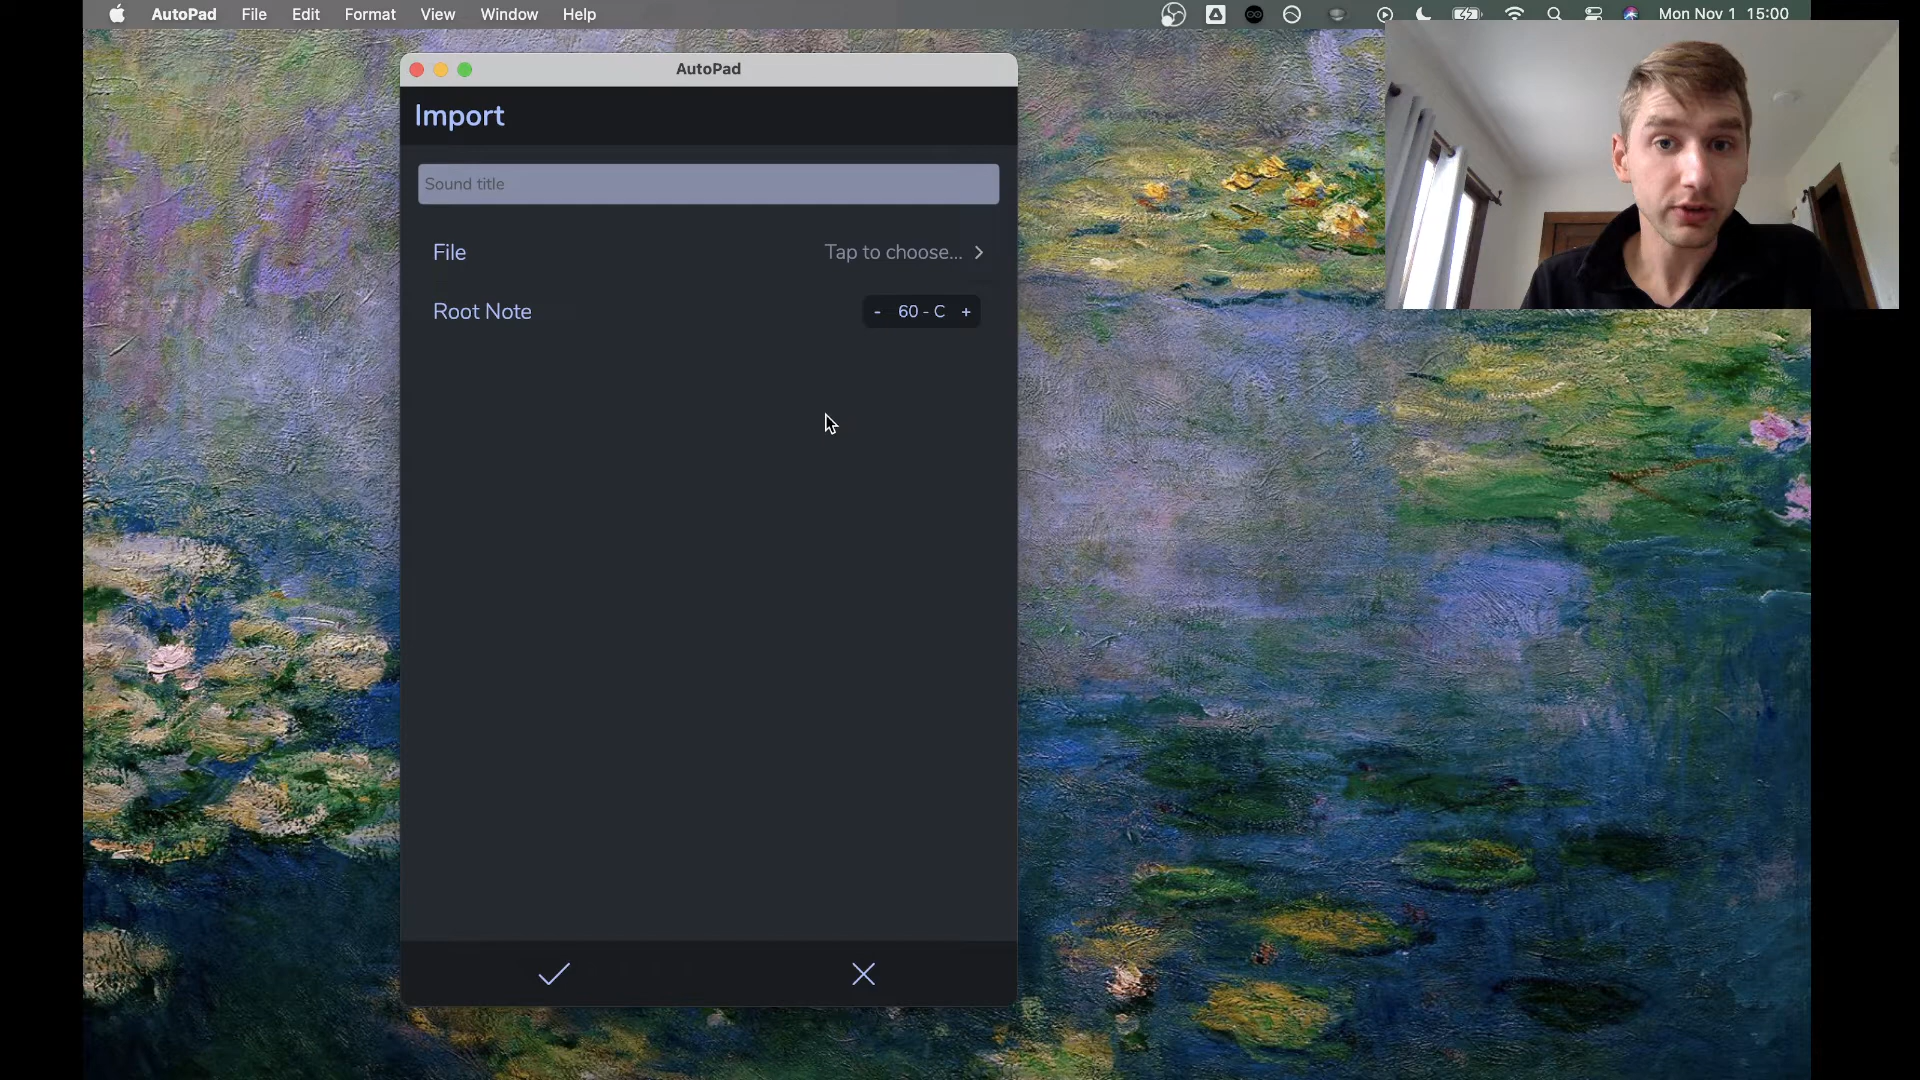 AutoPad File Edit Format View Window Help Mon Nov 1 15:00
AutoPad
Import
Sound title
File Tap to choose...
Root Note - 60 - C +